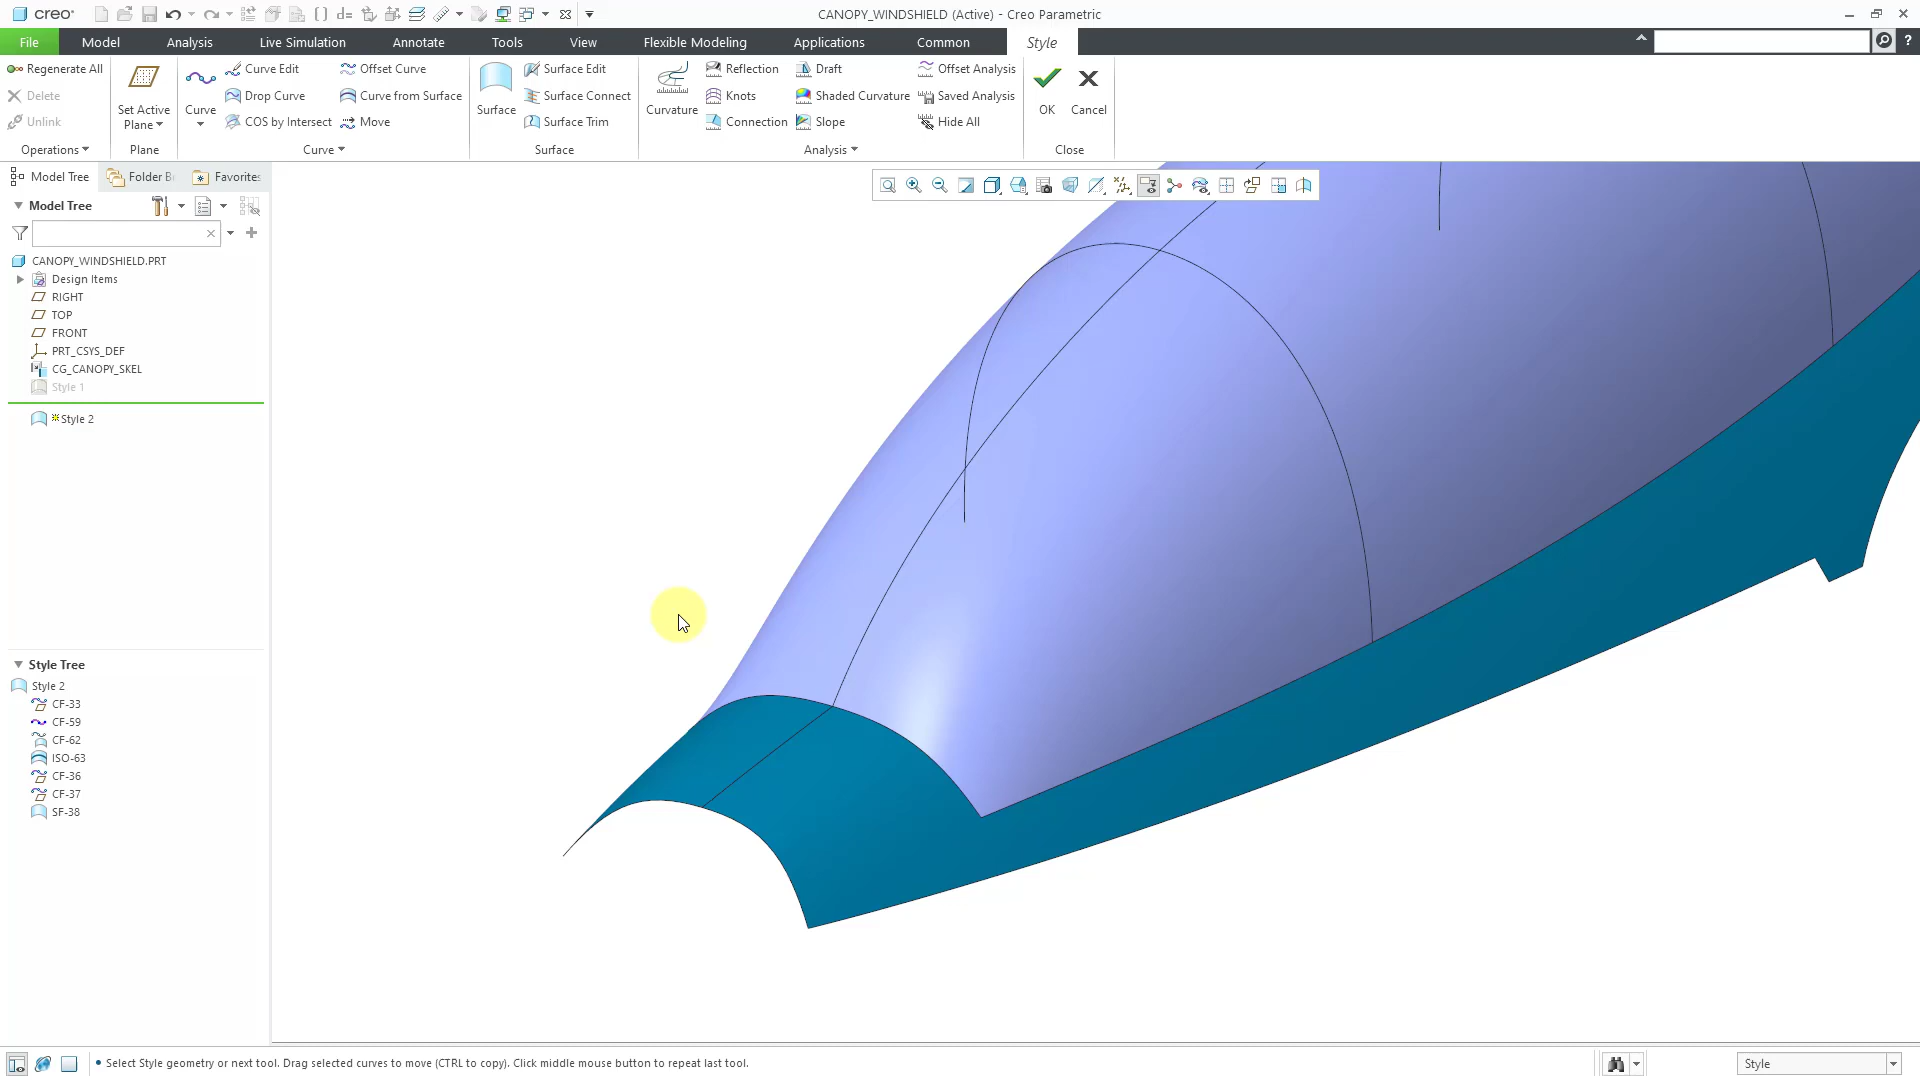 creo
CANOPY_WINDSHIELD (Active) - Creo Parametric
File
Model
Analysis
Live Simulation
Annotate
Tools
View
Flexible Modeling
Applications
Common
Style
Regenerate All
Delete
Unlink
Operations
Set Active
Plane
Plane
Curve
Curve Edit
Drop Curve
COS by Intersect
Offset Curve
Curve from Surface
Move
Curve
Surface
Surface Edit
Surface Connect
Surface Trim
Surface
Curvature
Reflection
Knots
Connection
Draft
Shaded Curvature
Slope
Offset Analysis
Saved Analysis
Hide All
Analysis
OK
Cancel
Close
Model Tree
Folder B
Favorites
Model Tree
CANOPY_WINDSHIELD.PRT
Design Items
RIGHT
TOP
FRONT
PRT_CSYS_DEF
CG_CANOPY_SKEL
Style 1
Style 2
Style Tree
Style 2
CF-33
CF-59
CF-62
ISO-63
CF-36
CF-37
SF-38
• Select Style geometry or next tool. Drag selected curves to move (CTRL to copy). Click middle mouse button to repeat last tool.
Style